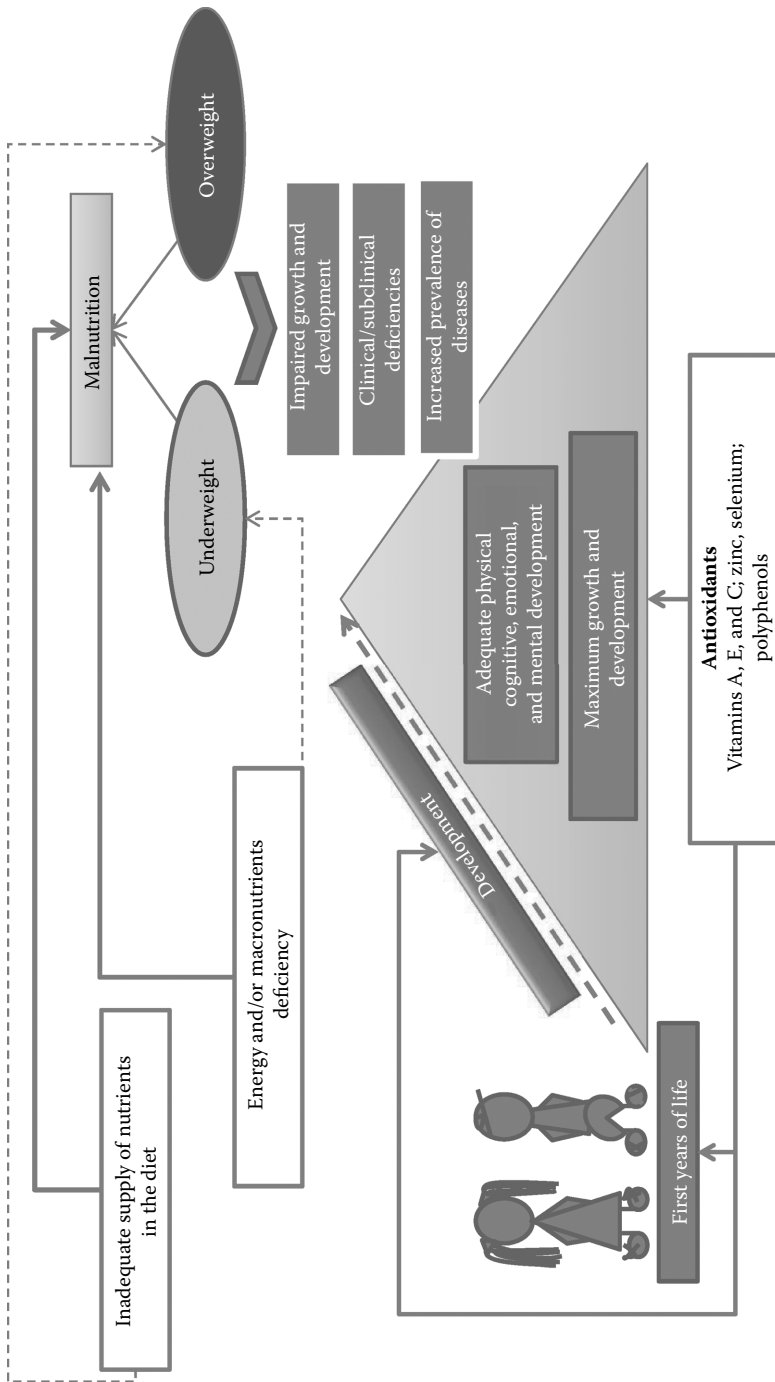 Inadequate supply of nutrients
in the diet
Energy and/or macronutrients
deficiency
Malnutrition
Underweight
Overweight
Impaired growth and
development
Clinical/subclinical
deficiencies
Increased prevalence of
diseases
Development
Adequate physical
cognitive, emotional,
and mental development
Maximum growth and
development
First years of life
Antioxidants
Vitamins A, E, and C; zinc, selenium;
polyphenols